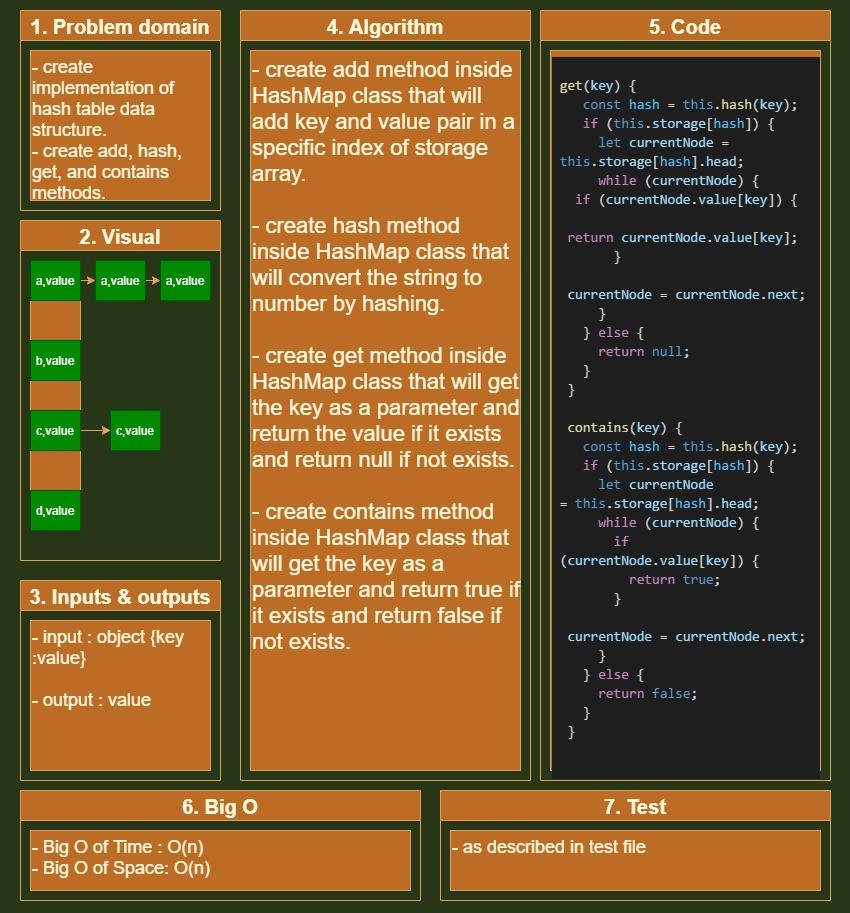 1. Problem domain
- create
implementation of
hash table data
structure.
- create add, hash,
get, and contains
methods.
2. Visual
a,value
a,value
a,value
b,value
c,value
c,value
d,value
3. Inputs & outputs
- input : object {key
:value}
- output : value
4. Algorithm
- create add method inside
HashMap class that will
add key and value pair in a
specific index of storage
array.
- create hash method
inside HashMap class that
will convert the string to
number by hashing.
- create get method inside
HashMap class that will get
the key as a parameter and
return the value if it exists
and return null if not exists.
- create contains method
inside HashMap class that
will get the key as a
parameter and return true if
it exists and return false if
not exists.
5. Code
get(key) {
const hash = this.hash(key);
if (this.storage[hash]) {
let currentNode =
this.storage[hash].head;
while (currentNode) {
if (currentNode.value[key]) {
return currentNode.value[key];
}
currentNode = currentNode.next;
}
} else {
return null;
}
}
contains(key) {
const hash = this.hash(key);
if (this.storage[hash]) {
let currentNode
= this.storage[hash].head;
while (currentNode) {
if
(currentNode.value[key]) {
return true;
}
currentNode = currentNode.next;
}
} else {
return false;
}
}
6. Big O
- Big O of Time : O(n)
- Big O of Space: O(n)
7. Test
- as described in test file